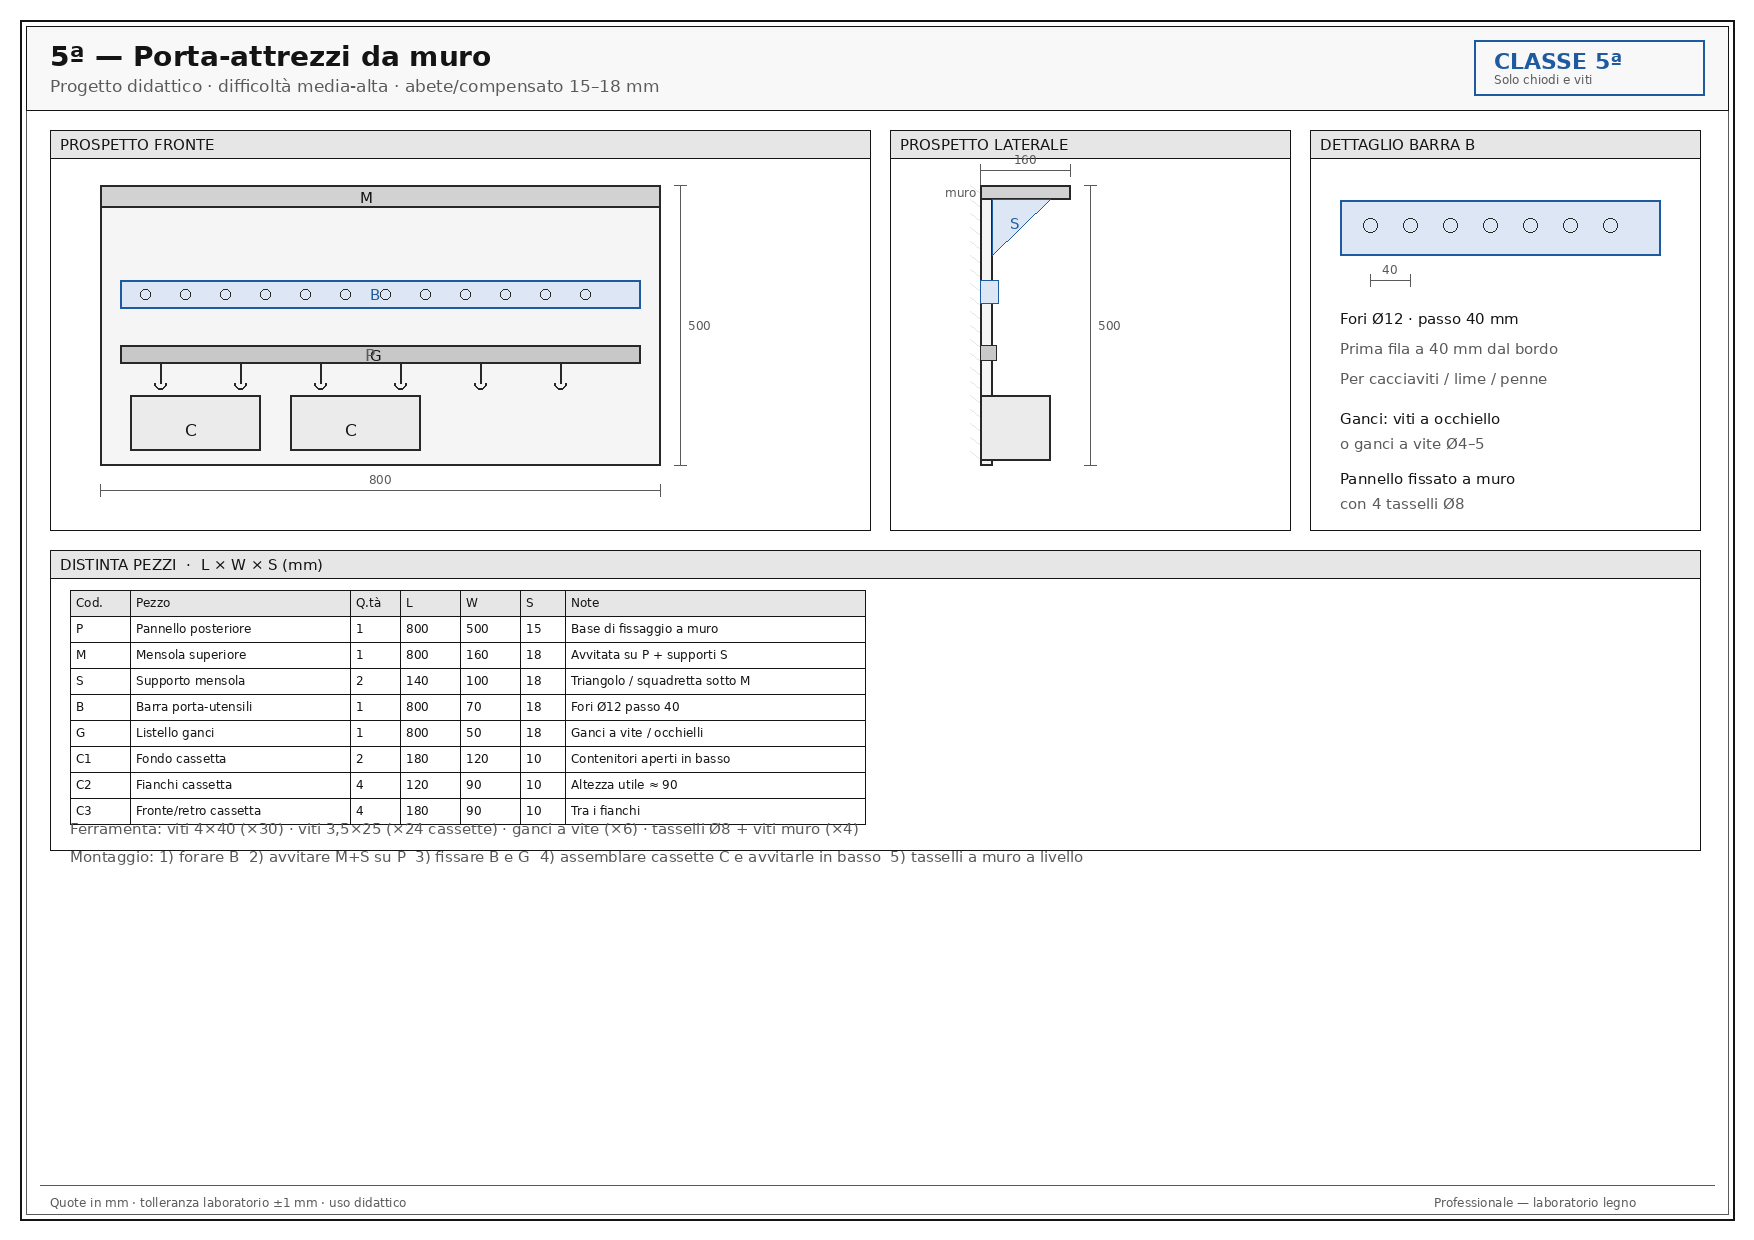 5ª — Porta-attrezzi da muro
Progetto didattico · difficoltà media-alta · abete/compensato 15–18 mm
CLASSE 5ª
Solo chiodi e viti
PROSPETTO FRONTE
M
B
P
G
C
C
500
800
PROSPETTO LATERALE
160
muro
S
500
DETTAGLIO BARRA B
40
Fori Ø12 · passo 40 mm
Prima fila a 40 mm dal bordo
Per cacciaviti / lime / penne
Ganci: viti a occhiello
o ganci a vite Ø4–5
Pannello fissato a muro
con 4 tasselli Ø8
DISTINTA PEZZI · L × W × S (mm)
Cod. Pezzo Q.tà L W S Note
P Pannello posteriore 1 800 500 15 Base di fissaggio a muro
M Mensola superiore 1 800 160 18 Avvitata su P + supporti S
S Supporto mensola 2 140 100 18 Triangolo / squadretta sotto M
B Barra porta-utensili 1 800 70 18 Fori Ø12 passo 40
G Listello ganci 1 800 50 18 Ganci a vite / occhielli
C1 Fondo cassetta 2 180 120 10 Contenitori aperti in basso
C2 Fianchi cassetta 4 120 90 10 Altezza utile ≈ 90
C3 Fronte/retro cassetta 4 180 90 10 Tra i fianchi
Ferramenta: viti 4×40 (×30) · viti 3,5×25 (×24 cassette) · ganci a vite (×6) · tasselli Ø8 + viti muro (×4)
Montaggio: 1) forare B 2) avvitare M+S su P 3) fissare B e G 4) assemblare cassette C e avvitarle in basso 5) tasselli a muro a livello
Quote in mm · tolleranza laboratorio ±1 mm · uso didattico
Professionale — laboratorio legno